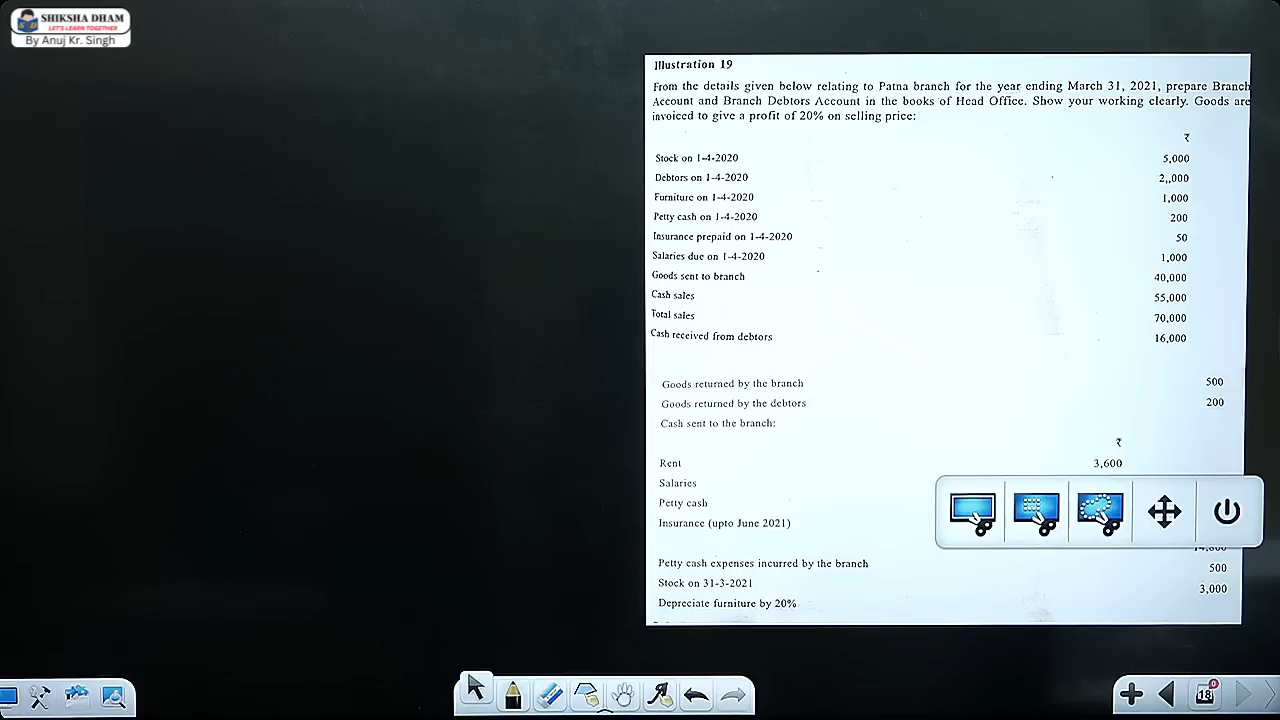 SHIKSHA DHAM
LET'S LEARN TOGETHER
By Anuj Kr. Singh
Illustration 19
From the details given below relating to Patna branch for the year ending March 31, 2021, prepare Branch
Account and Branch Debtors Account in the books of Head Office. Show your working clearly. Goods are
invoiced to give a profit of 20% on selling price:
₹
Stock on 1-4-2020 5,000
Debtors on 1-4-2020 2,,000
Furniture on 1-4-2020 1,000
Petty cash on 1-4-2020 200
Insurance prepaid on 1-4-2020 50
Salaries due on 1-4-2020 1,000
Goods sent to branch 40,000
Cash sales 55,000
Total sales 70,000
Cash received from debtors 16,000
Goods returned by the branch 500
Goods returned by the debtors 200
Cash sent to the branch:
₹
Rent 3,600
Salaries
Petty cash
Insurance (upto June 2021)
Petty cash expenses incurred by the branch 500
Stock on 31-3-2021 3,000
Depreciate furniture by 20%
18
0